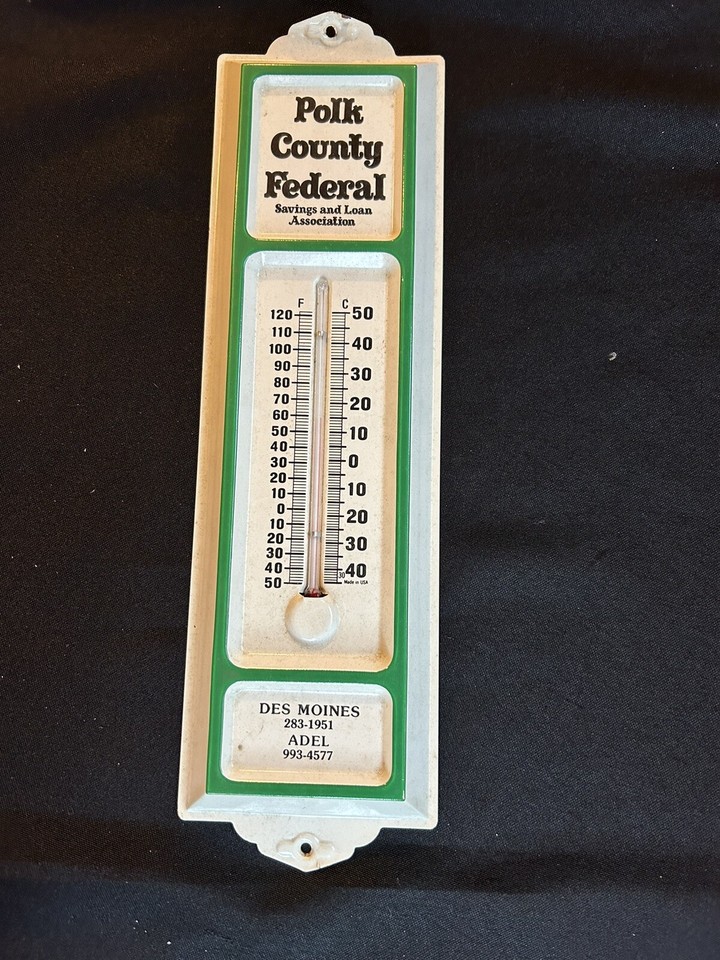 Polk
County
Federal
Savings and Loan
Association
F C
120 50
110
100 40
90
80 30
70
60 20
50
40 10
30 0
20
10 10
0
10 20
20
30 30
40 40
50
30
Made in USA
DES MOINES
283-1951
ADEL
993-4577